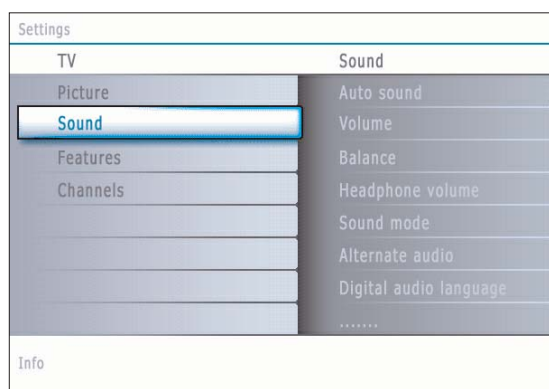 Settings
TV
Sound
Picture
Auto sound
Sound
Volume
Features
Balance
Channels
Headphone volume
Sound mode
Alternate audio
Digital audio language
.......
Info